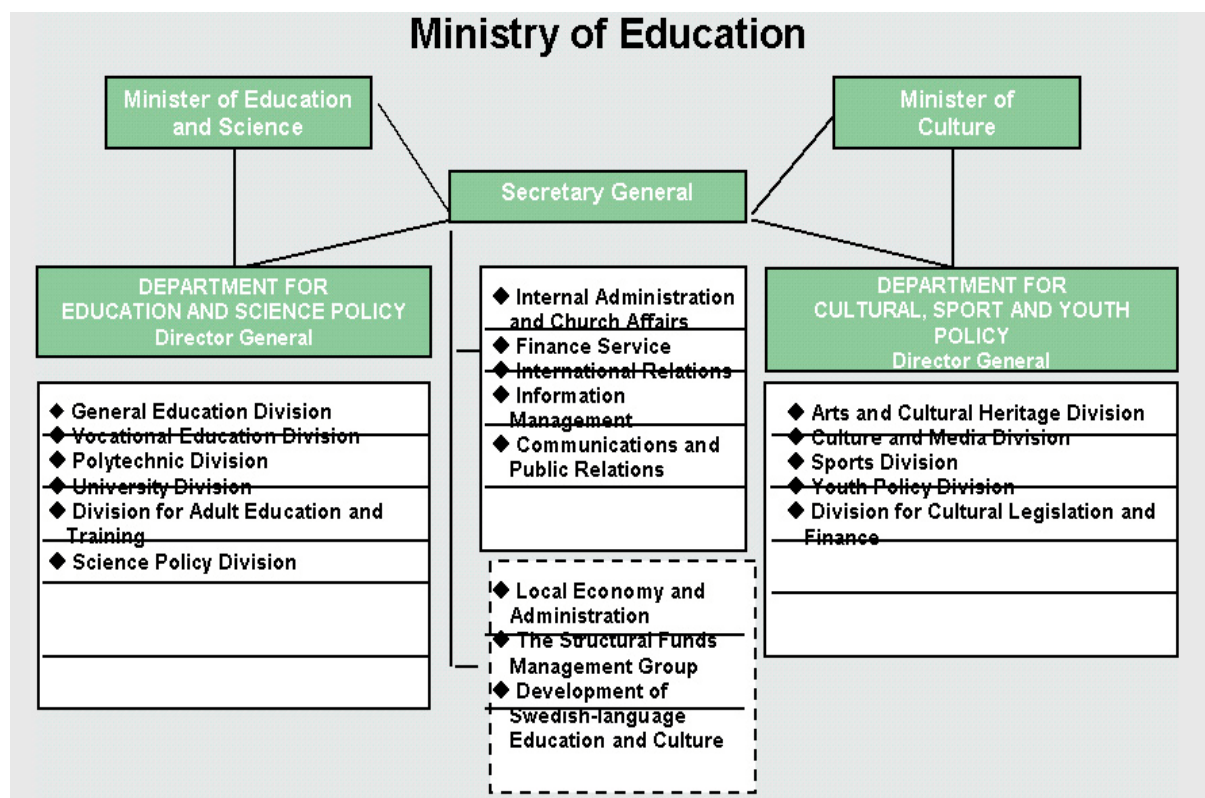 Ministry of Education
Minister of Education
and Science
Minister of
Culture
Secretary General
DEPARTMENT FOR
EDUCATION AND SCIENCE POLICY
Director General
◆ General Education Division
◆ Vocational Education Division
◆ Polytechnic Division
◆ University Division
◆ Division for Adult Education and
Training
◆ Science Policy Division
◆ Internal Administration
and Church Affairs
◆ Finance Service
◆ International Relations
◆ Information
Management
◆ Communications and
Public Relations
◆ Local Economy and
Administration
◆ The Structural Funds
Management Group
◆ Development of
Swedish-language
Education and Culture
DEPARTMENT FOR
CULTURAL, SPORT AND YOUTH
POLICY
Director General
◆ Arts and Cultural Heritage Division
◆ Culture and Media Division
◆ Sports Division
◆ Youth Policy Division
◆ Division for Cultural Legislation and
Finance